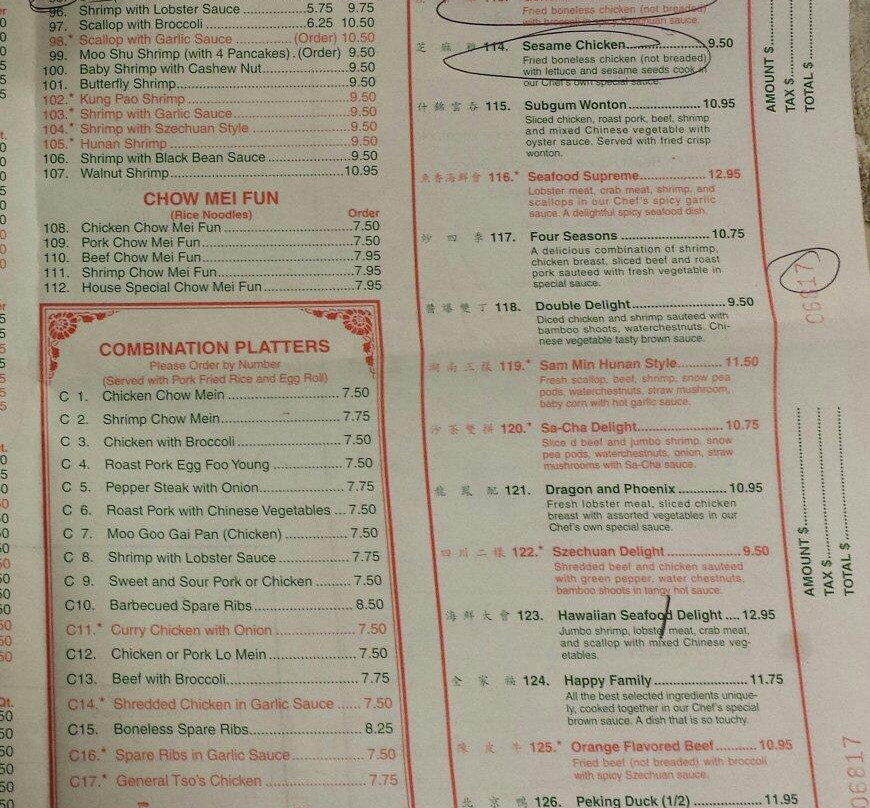 96. Shrimp with Lobster Sauce 5.75 9.75
97. Scallop with Broccoli 6.25 10.50
98.* Scallop with Garlic Sauce (Order) 10.50
99. Moo Shu Shrimp (with 4 Pancakes) . (Order) 9.50
100. Baby Shrimp with Cashew Nut 9.50
101. Butterfly Shrimp 9.50
102.* Kung Pao Shrimp 9.50
103.* Shrimp with Garlic Sauce 9.50
104.* Shrimp with Szechuan Style 9.50
105.* Hunan Shrimp 9.50
106. Shrimp with Black Bean Sauce 9.50
107. Walnut Shrimp 10.95
CHOW MEI FUN
(Rice Noodles) Order
108. Chicken Chow Mei Fun 7.50
109. Pork Chow Mei Fun 7.50
110. Beef Chow Mei Fun 7.95
111. Shrimp Chow Mei Fun 7.95
112. House Special Chow Mei Fun 7.95
COMBINATION PLATTERS
Please Order by Number
(Served with Pork Fried Rice and Egg Roll)
C 1. Chicken Chow Mein 7.50
C 2. Shrimp Chow Mein 7.75
C 3. Chicken with Broccoli 7.50
C 4. Roast Pork Egg Foo Young 7.50
C 5. Pepper Steak with Onion 7.75
C 6. Roast Pork with Chinese Vegetables 7.50
C 7. Moo Goo Gai Pan (Chicken) 7.50
C 8. Shrimp with Lobster Sauce 7.75
C 9. Sweet and Sour Pork or Chicken 7.50
C10. Barbecued Spare Ribs 8.50
C11.* Curry Chicken with Onion 7.50
C12. Chicken or Pork Lo Mein 7.50
C13. Beef with Broccoli 7.75
C14.* Shredded Chicken in Garlic Sauce 7.50
C15. Boneless Spare Ribs 8.25
C16.* Spare Ribs in Garlic Sauce 7.50
C17.* General Tso's Chicken 7.75
Fried boneless chicken (not breaded)
with broccoli in spicy Szechuan sauce.
芝麻雞 114. Sesame Chicken 9.50
Fried boneless chicken (not breaded)
with lettuce and sesame seeds cook in
our Chef's own special sauce.
什錦雲吞 115. Subgum Wonton 10.95
Sliced chicken, roast pork, beef, shrimp
and mixed Chinese vegetable with
oyster sauce. Served with fried crisp
wonton.
魚香海鮮會 116.* Seafood Supreme 12.95
Lobster meat, crab meat, shrimp, and
scallops in our Chef's spicy garlic
sauce. A delightful spicy seafood dish.
炒四季 117. Four Seasons 10.75
A delicious combination of shrimp,
chicken breast, sliced beef and roast
pork sauteed with fresh vegetable in
special sauce.
醬爆雙丁 118. Double Delight 9.50
Diced chicken and shrimp sauteed with
bamboo shoots, waterchestnuts, Chi-
nese vegetable tasty brown sauce.
湖南三樣 119.* Sam Min Hunan Style 11.50
Fresh scallop, beef, shrimp, snow pea
pods, waterchestnuts, straw mushroom,
baby corn with hot garlic sauce.
沙茶雙拼 120.* Sa-Cha Delight 10.75
Slice d beef and jumbo shrimp, snow
pea pods, waterchestnuts, onion, straw
mushrooms with Sa-Cha sauce.
龍鳳配 121. Dragon and Phoenix 10.95
Fresh lobster meat, sliced chicken
breast with assorted vegetables in our
Chef's own special sauce.
四川二樣 122.* Szechuan Delight 9.50
Shredded beef and chicken sauteed
with green pepper, water chestnuts,
bamboo shoots in tangy hot sauce.
海鮮大會 123. Hawaiian Seafood Delight 12.95
Jumbo shrimp, lobster meat, crab meat,
and scallop with mixed Chinese veg-
etables.
全家福 124. Happy Family 11.75
All the best selected ingredients unique-
ly, cooked together in our Chef's special
brown sauce. A dish that is so touchy.
陳皮牛 125.* Orange Flavored Beef 10.95
Fried beef (not breaded) with broccoli
with spicy Szechuan sauce.
北京鴨 126. Peking Duck (1/2) 11.95
AMOUNT $
TAX $
TOTAL $
06817
AMOUNT $
TAX $
TOTAL $
06817